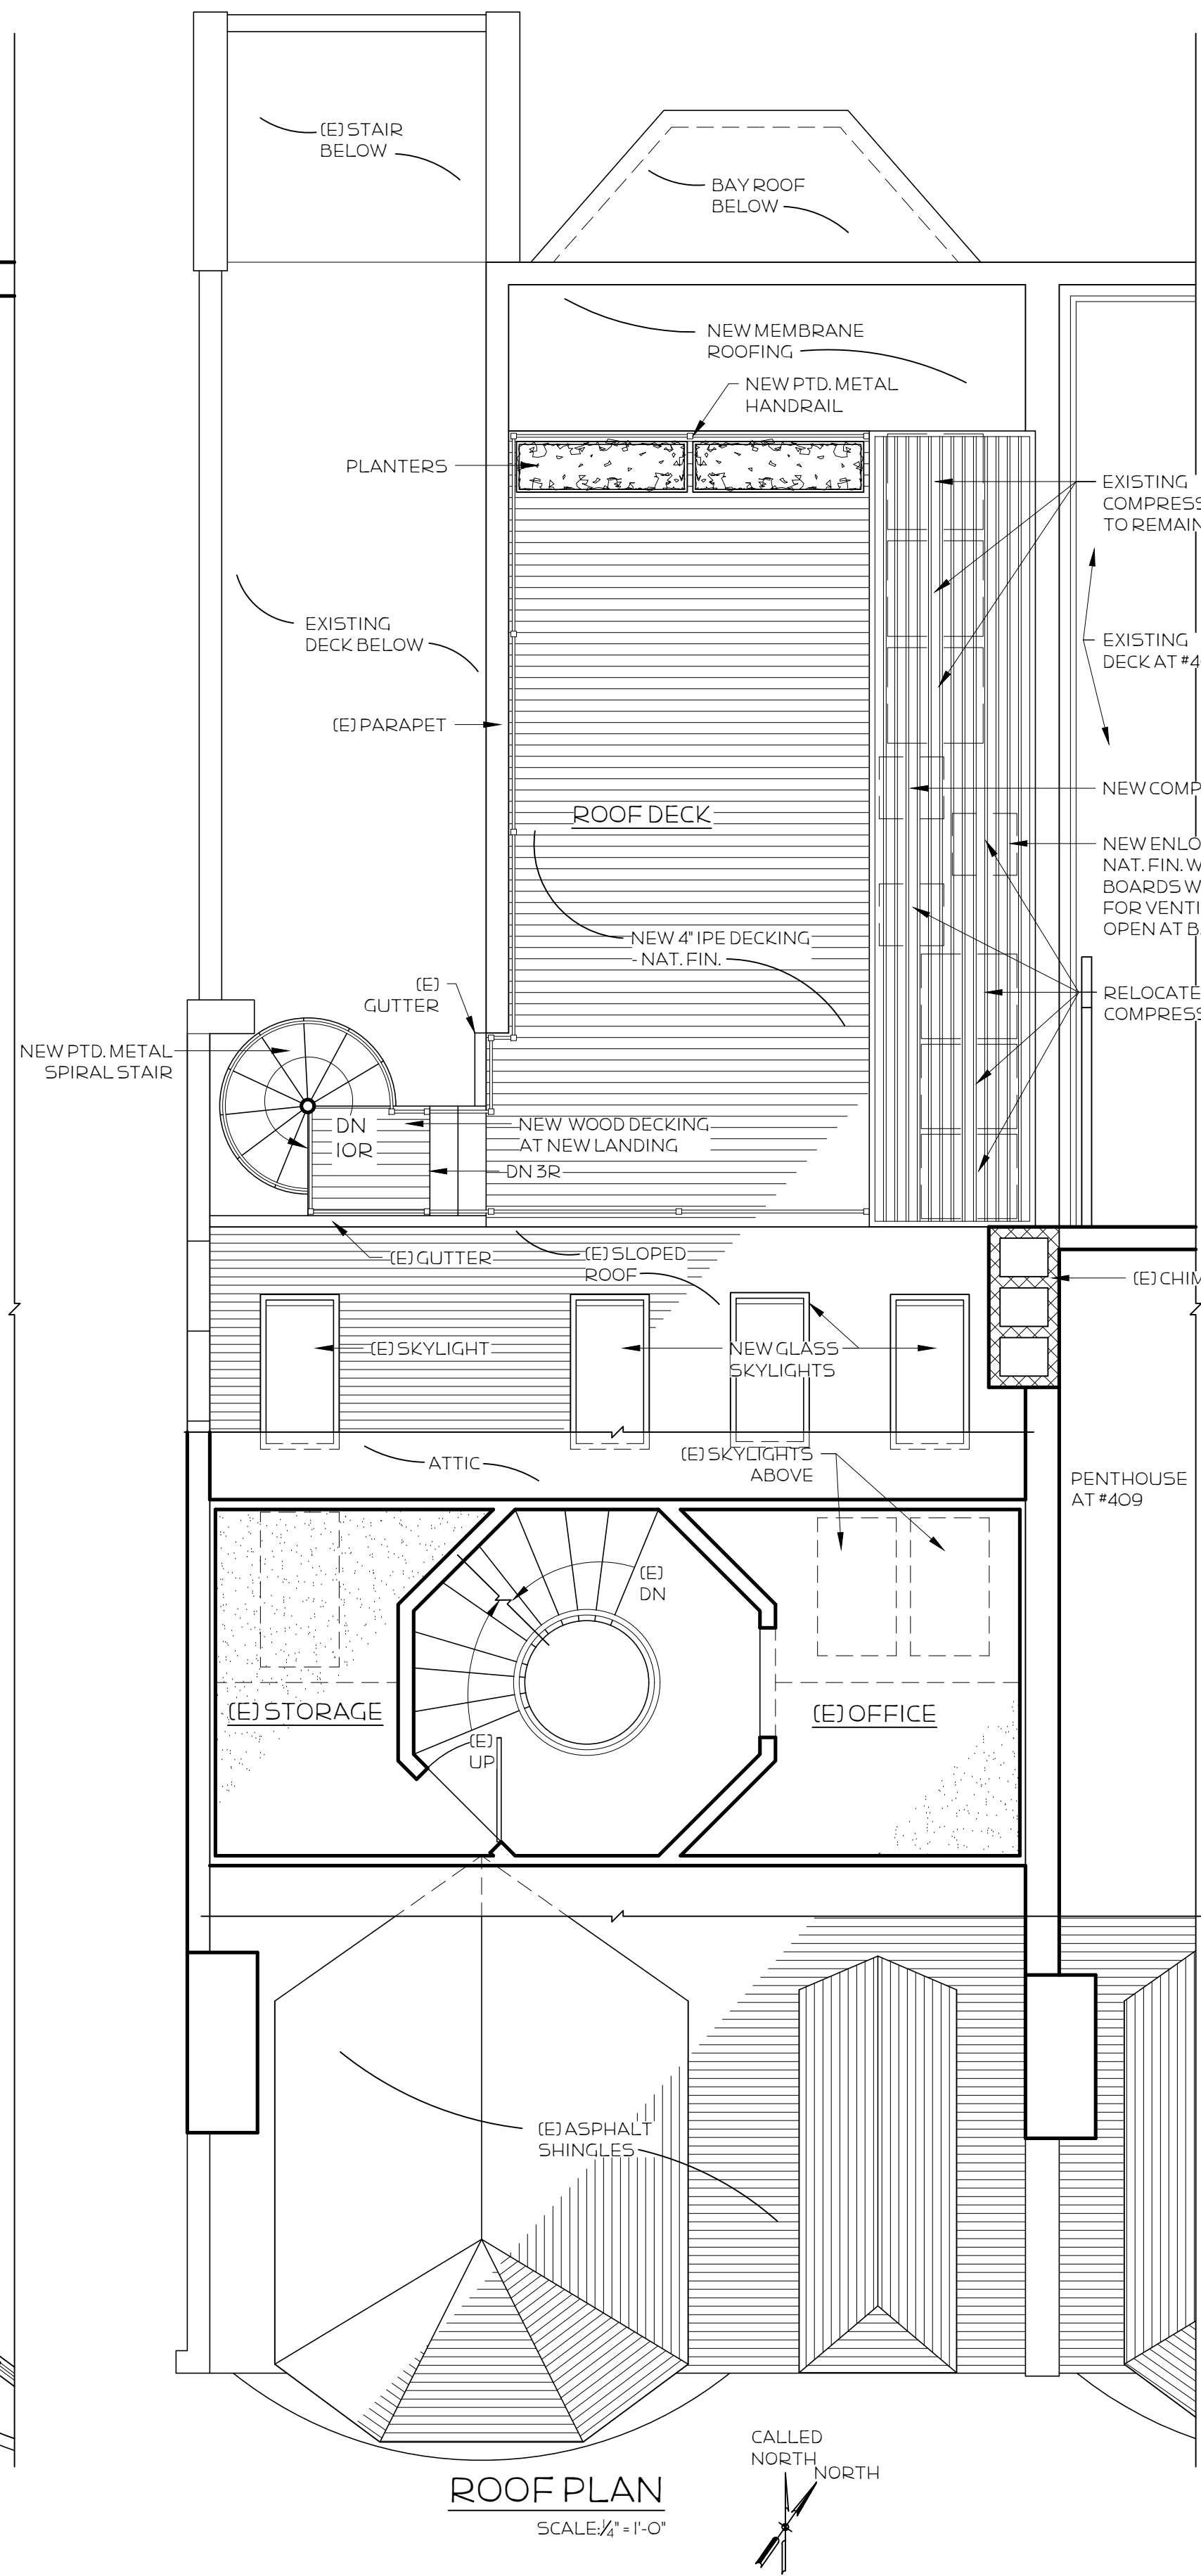 (E) STAIR
BELOW
BAY ROOF
BELOW
NEW MEMBRANE
ROOFING
NEW PTD. METAL
HANDRAIL
PLANTERS
EXISTING
COMPRESS
TO REMAIN
EXISTING
DECK BELOW
EXISTING
DECK AT #4
(E) PARAPET
NEW COMP
ROOF DECK
NEW ENLO
NAT. FIN. W
BOARDS W
FOR VENTI
OPEN AT B
NEW 4" IPE DECKING
- NAT. FIN.
(E)
GUTTER
RELOCATE
COMPRESS
NEW PTD. METAL
SPIRAL STAIR
DN
10R
NEW WOOD DECKING
AT NEW LANDING
DN 3R
(E) GUTTER
(E) SLOPED
ROOF
(E) CHIM
(E) SKYLIGHT
NEW GLASS
SKYLIGHTS
ATTIC
(E) SKYLIGHTS
ABOVE
PENTHOUSE
AT #409
(E)
DN
(E) STORAGE
(E) OFFICE
(E)
UP
(E) ASPHALT
SHINGLES
CALLED
NORTH
NORTH
ROOF PLAN
SCALE: 1/4" = 1'-0"